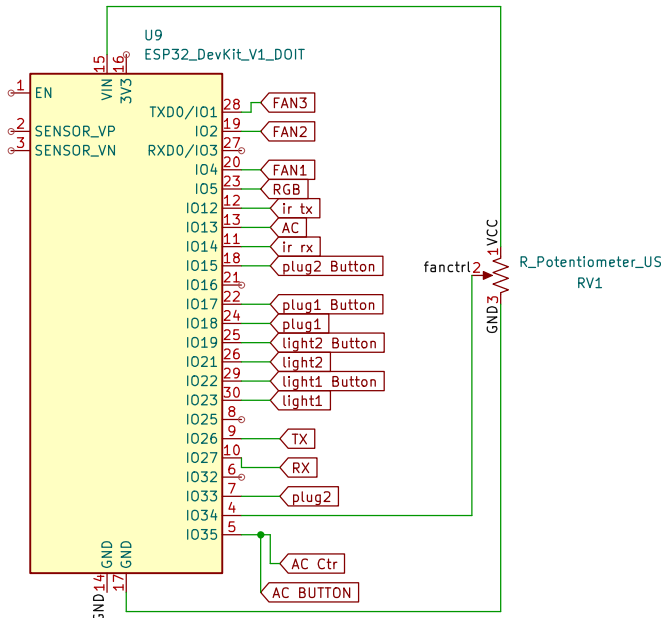 U9
ESP32_DevKit_V1_DOIT
15 VIN
16 3V3
1 EN
2 SENSOR_VP
3 SENSOR_VN
TXD0/IO1 28 FAN3
IO2 19 FAN2
RXD0/IO3 27
IO4 20 FAN1
IO5 23 RGB
IO12 12 ir tx
IO13 13 AC
IO14 11 ir rx
IO15 18 plug2 Button
IO16 21
IO17 22 plug1 Button
IO18 24 plug1
IO19 25 light2 Button
IO21 26 light2
IO22 29 light1 Button
IO23 30 light1
IO25 8
IO26 9 TX
IO27 10 RX
IO32 6
IO33 7 plug2
IO34 4
IO35 5
AC Ctr
AC BUTTON
GND 14 GND
GND 17
1 VCC
fanctrl 2
GND 3
R_Potentiometer_US
RV1